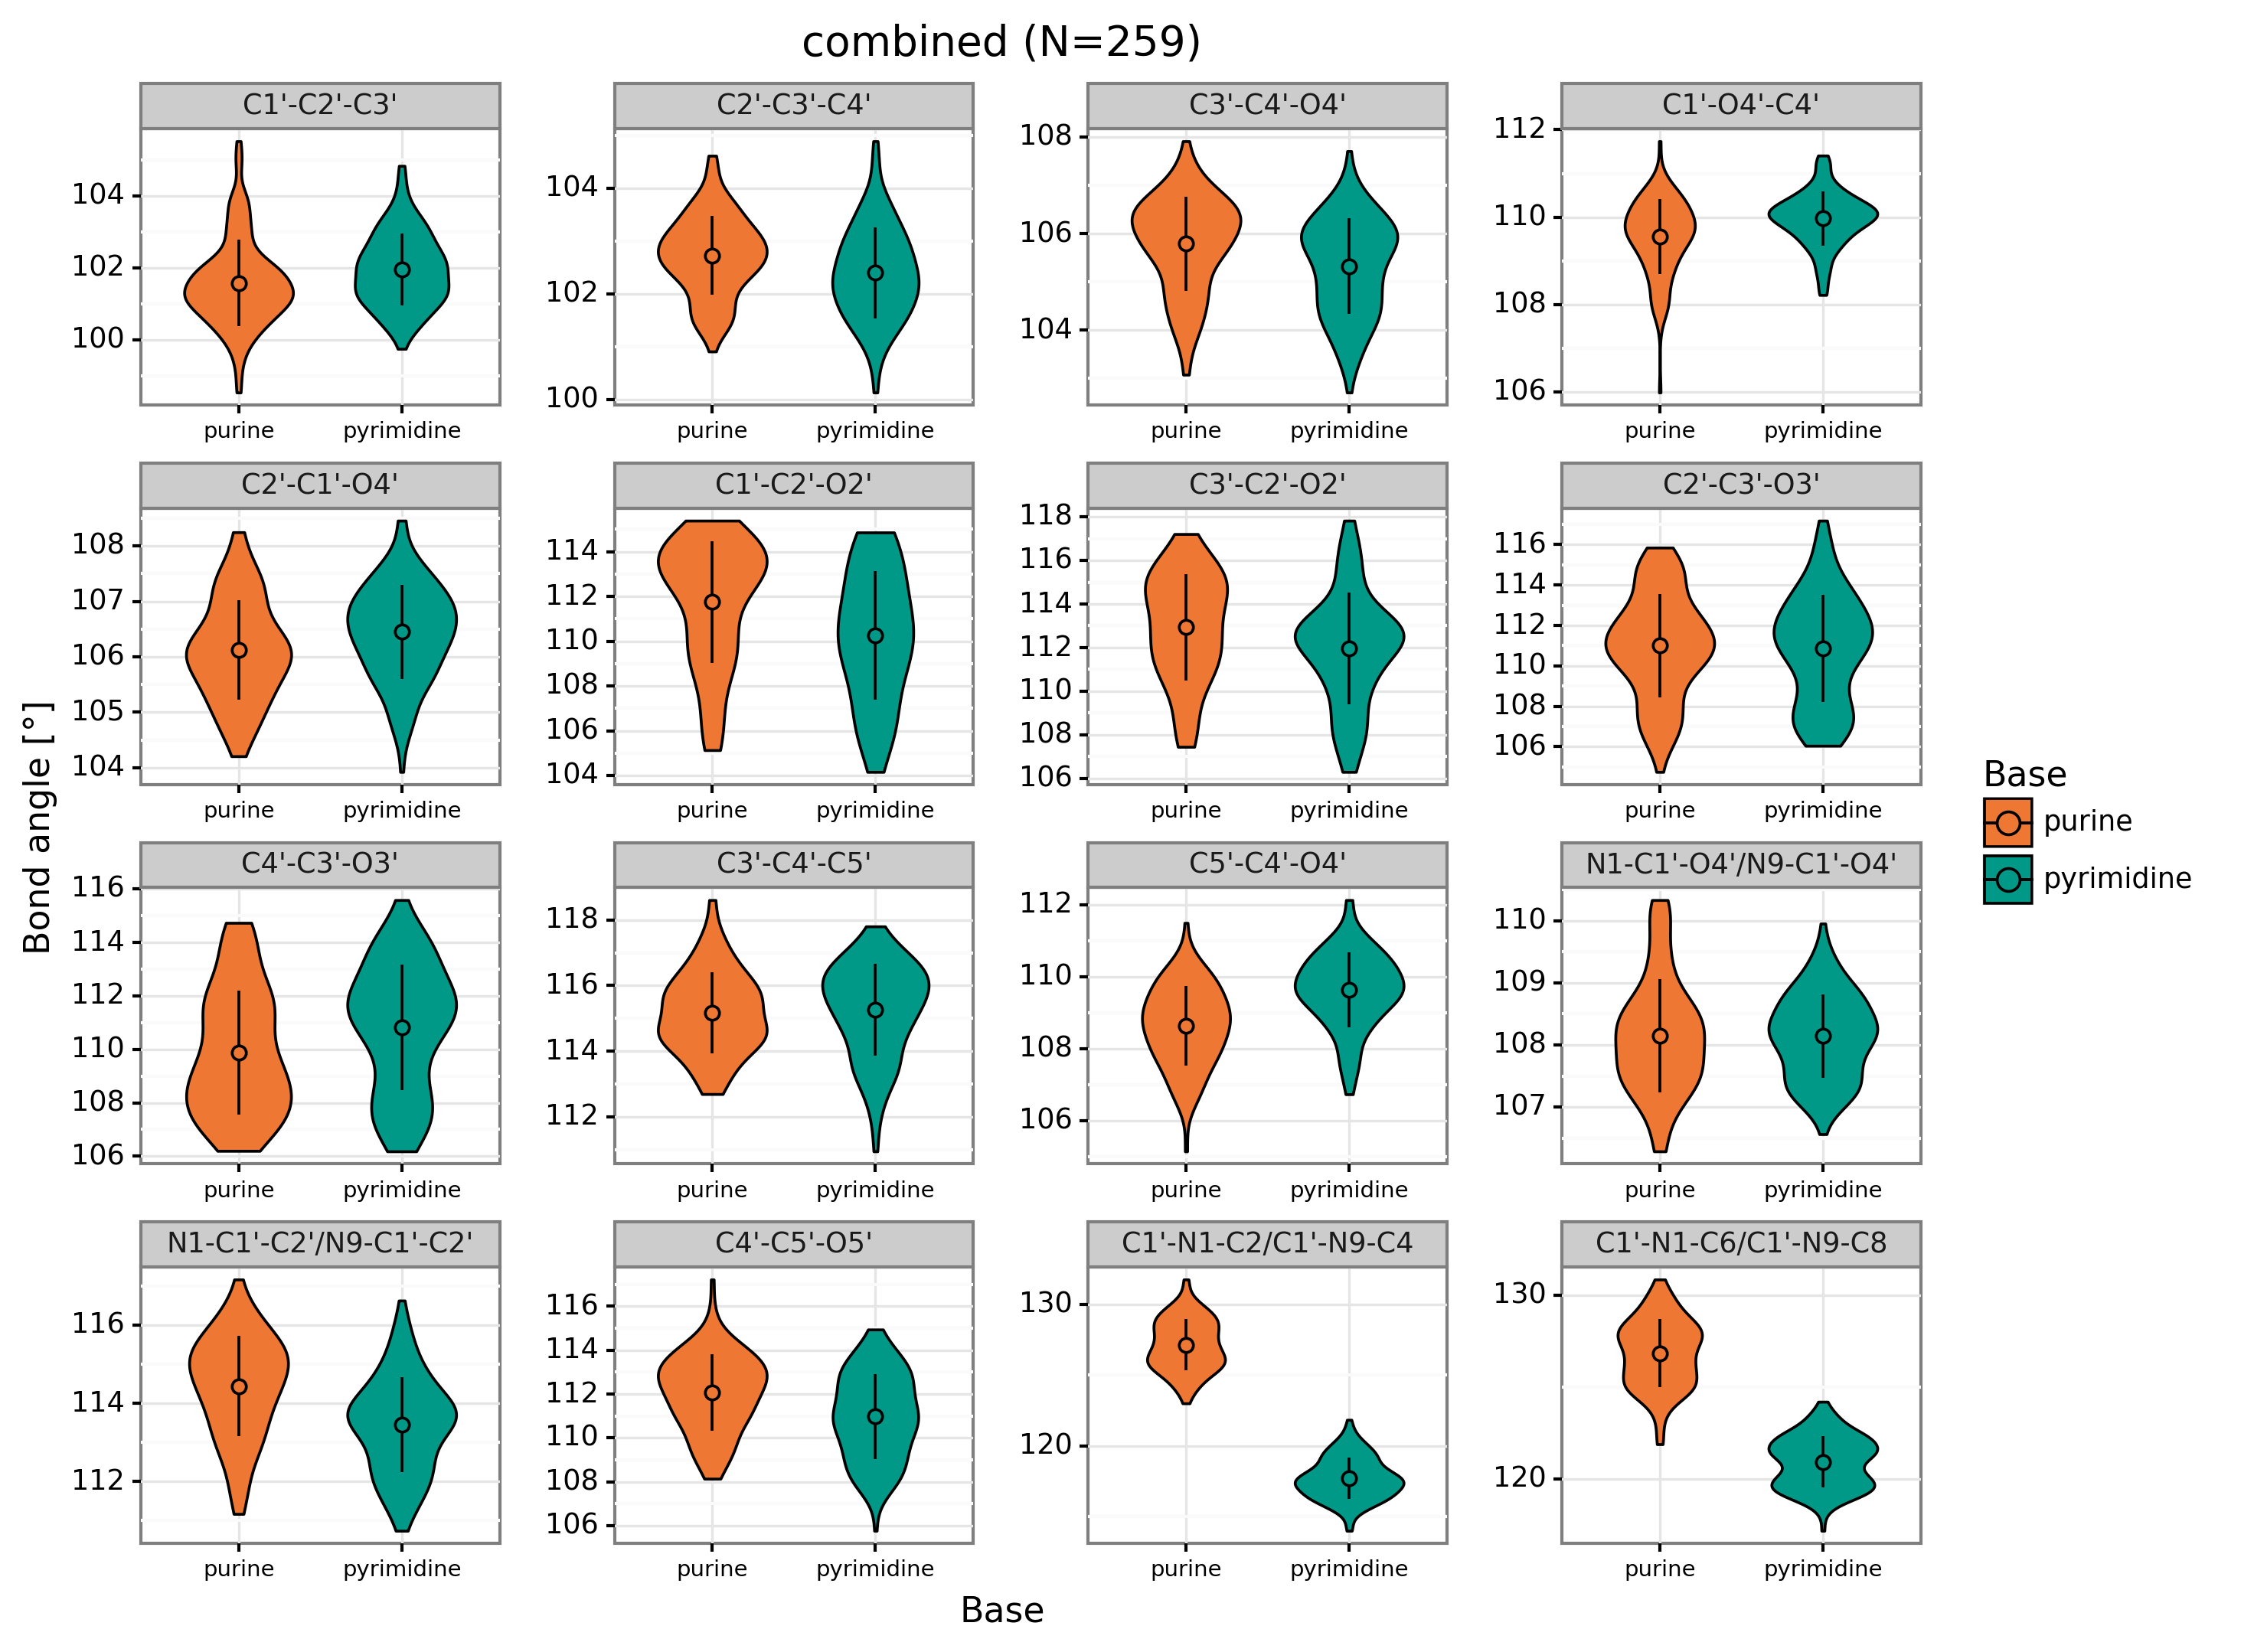 combined (N=259)
C1'-C2'-C3'
C2'-C3'-C4'
C3'-C4'-O4'
C1'-O4'-C4'
104
102
100
104
102
100
108
106
104
112
110
108
106
purine pyrimidine
purine pyrimidine
purine pyrimidine
purine pyrimidine
C2'-C1'-O4'
C1'-C2'-O2'
C3'-C2'-O2'
C2'-C3'-O3'
108
107
106
105
104
114
112
110
108
106
104
118
116
114
112
110
108
106
116
114
112
110
108
106
purine pyrimidine
purine pyrimidine
purine pyrimidine
purine pyrimidine
C4'-C3'-O3'
C3'-C4'-C5'
C5'-C4'-O4'
N1-C1'-O4'/N9-C1'-O4'
116
114
112
110
108
106
118
116
114
112
112
110
108
106
110
109
108
107
purine pyrimidine
purine pyrimidine
purine pyrimidine
purine pyrimidine
N1-C1'-C2'/N9-C1'-C2'
C4'-C5'-O5'
C1'-N1-C2/C1'-N9-C4
C1'-N1-C6/C1'-N9-C8
116
114
112
116
114
112
110
108
106
130
120
130
120
purine pyrimidine
purine pyrimidine
purine pyrimidine
purine pyrimidine
Base
Bond angle [°]
Base
purine
pyrimidine